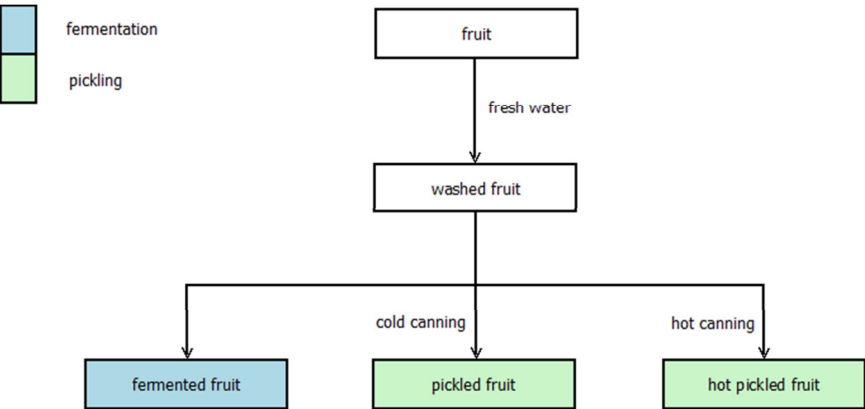 fermentation
pickling
fruit
fresh water
washed fruit
cold canning
hot canning
fermented fruit
pickled fruit
hot pickled fruit